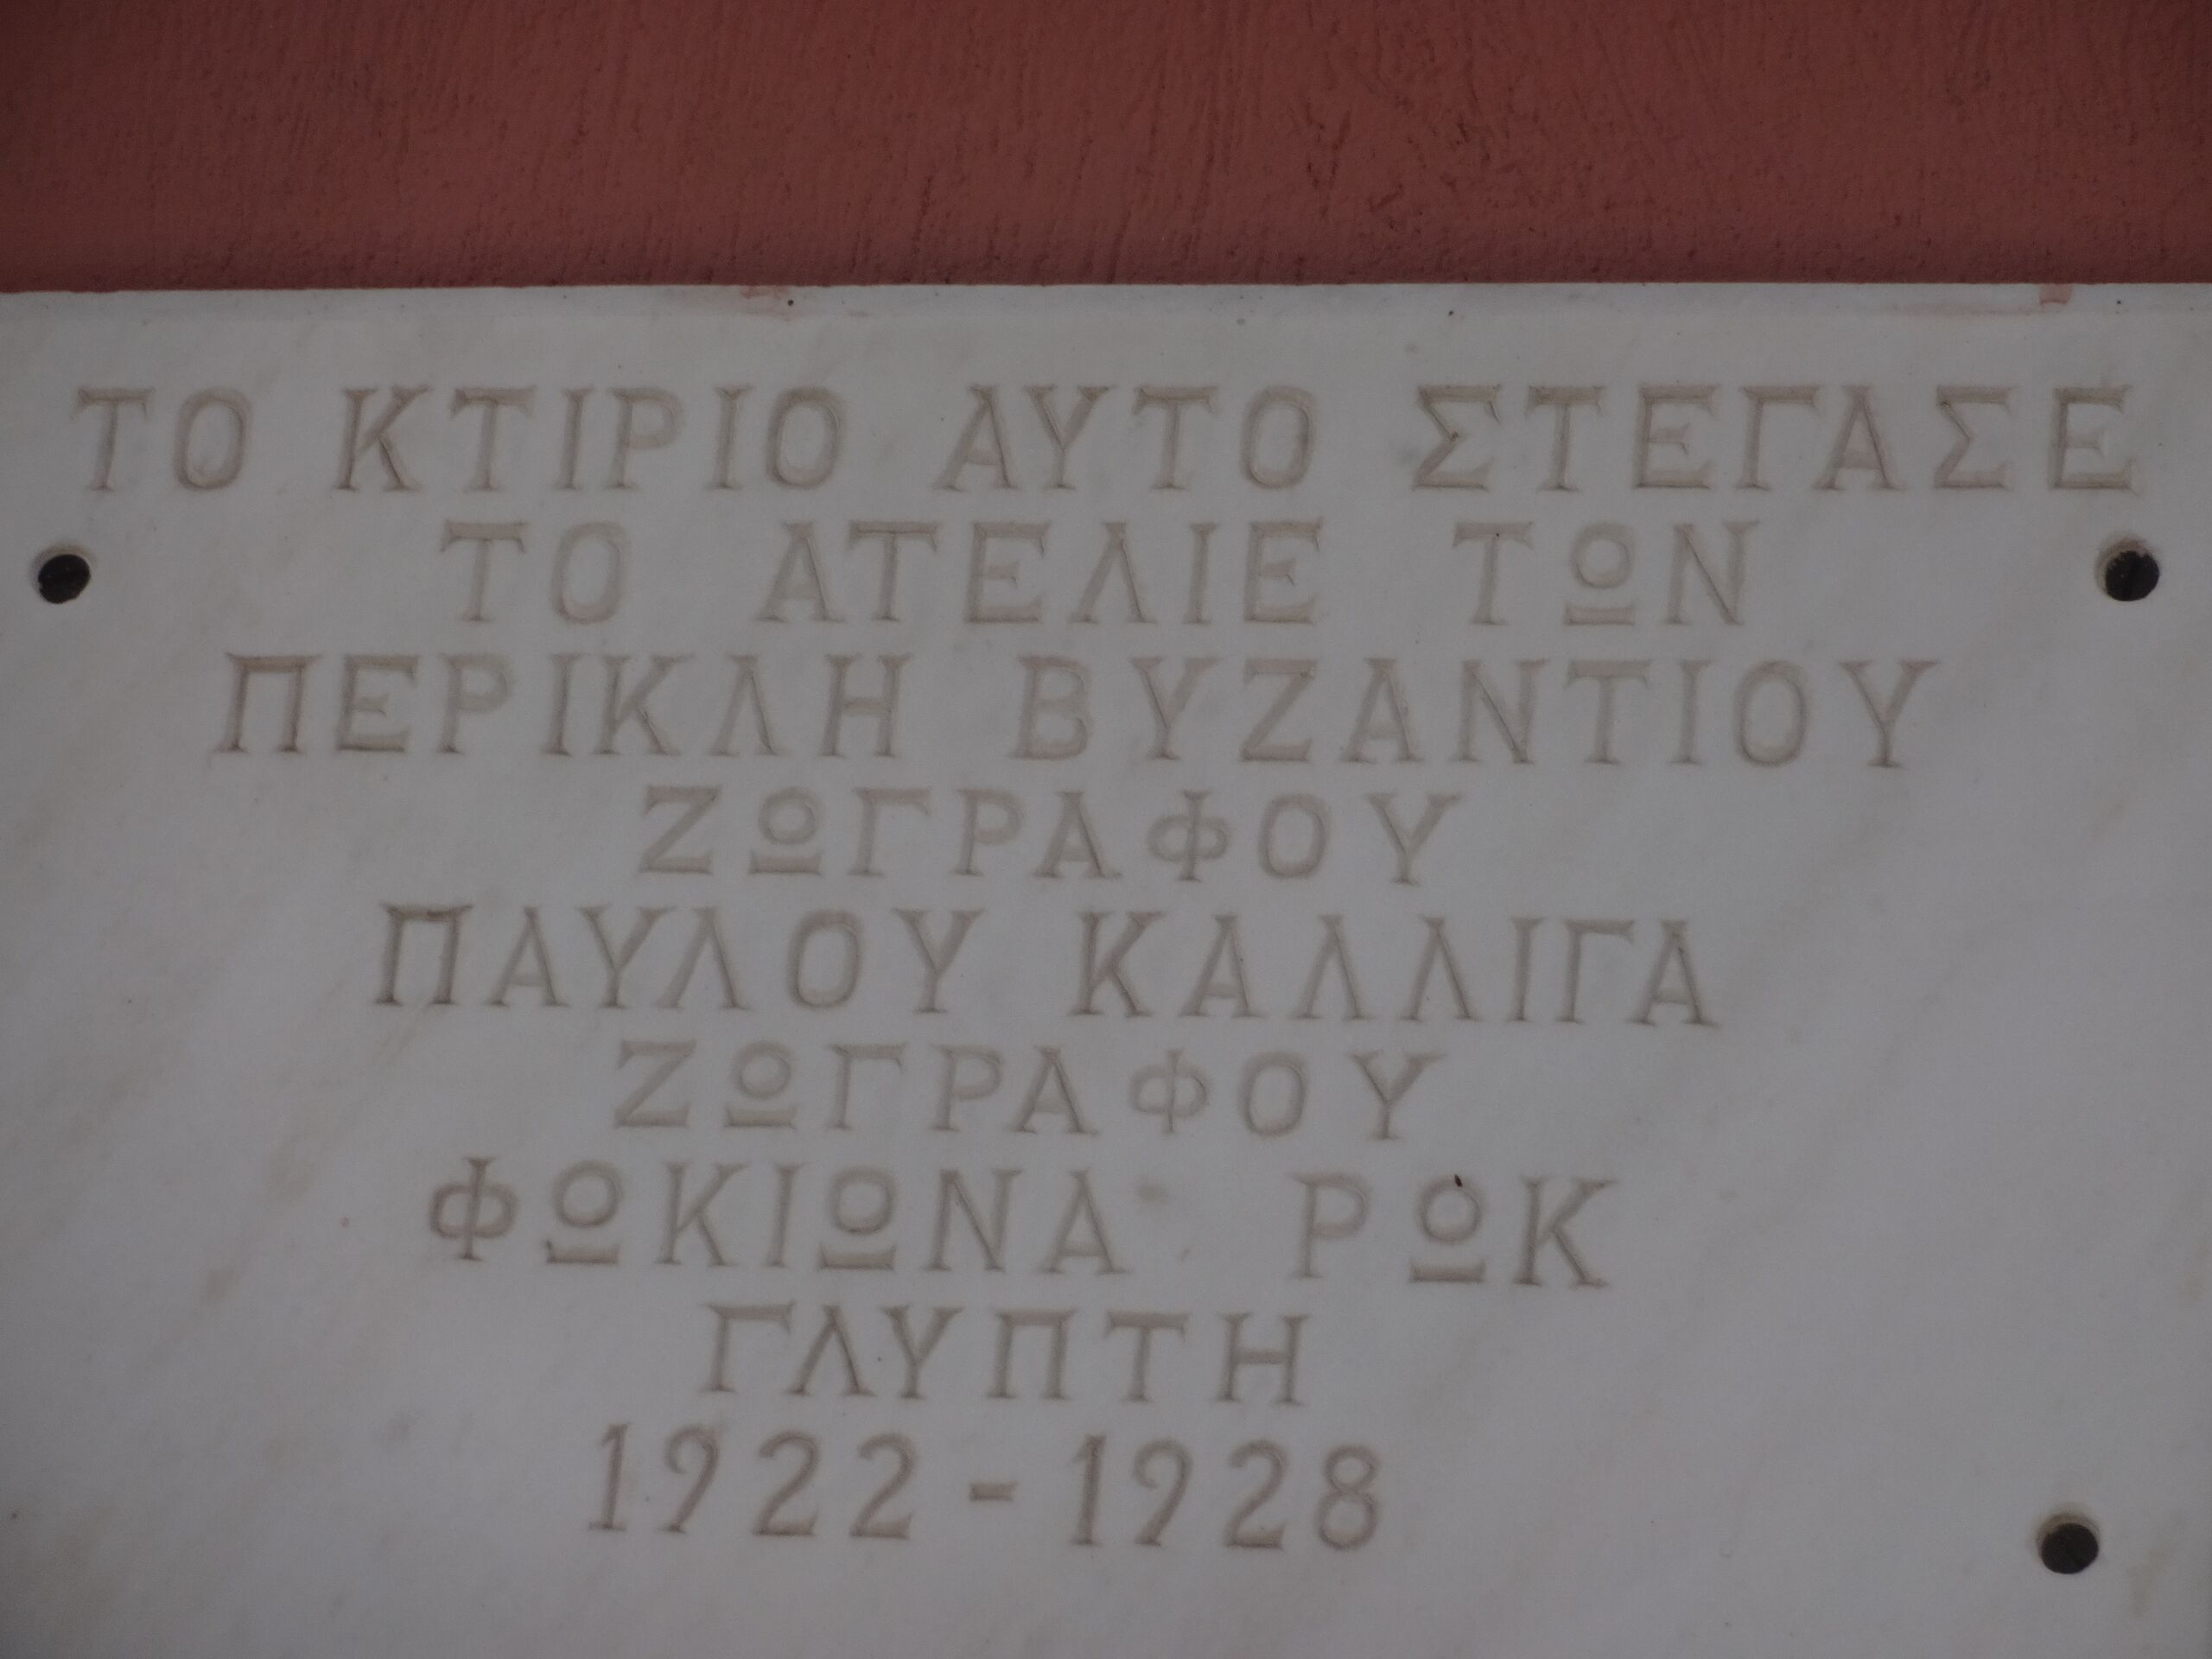 ΤΟ ΚΤΙΡΙΟ ΑΥΤΟ ΣΤΕΓΑΣΕ
ΤΟ ΑΤΕΛΙΕ ΤΩΝ
ΠΕΡΙΚΛΗ ΒΥΖΑΝΤΙΟΥ
ΖΩΓΡΑΦΟΥ
ΠΑΥΛΟΥ ΚΑΛΛΙΓΑ
ΖΩΓΡΑΦΟΥ
ΦΩΚΙΩΝΑ ΡΩΚ
ΓΛΥΠΤΗ
1922-1928